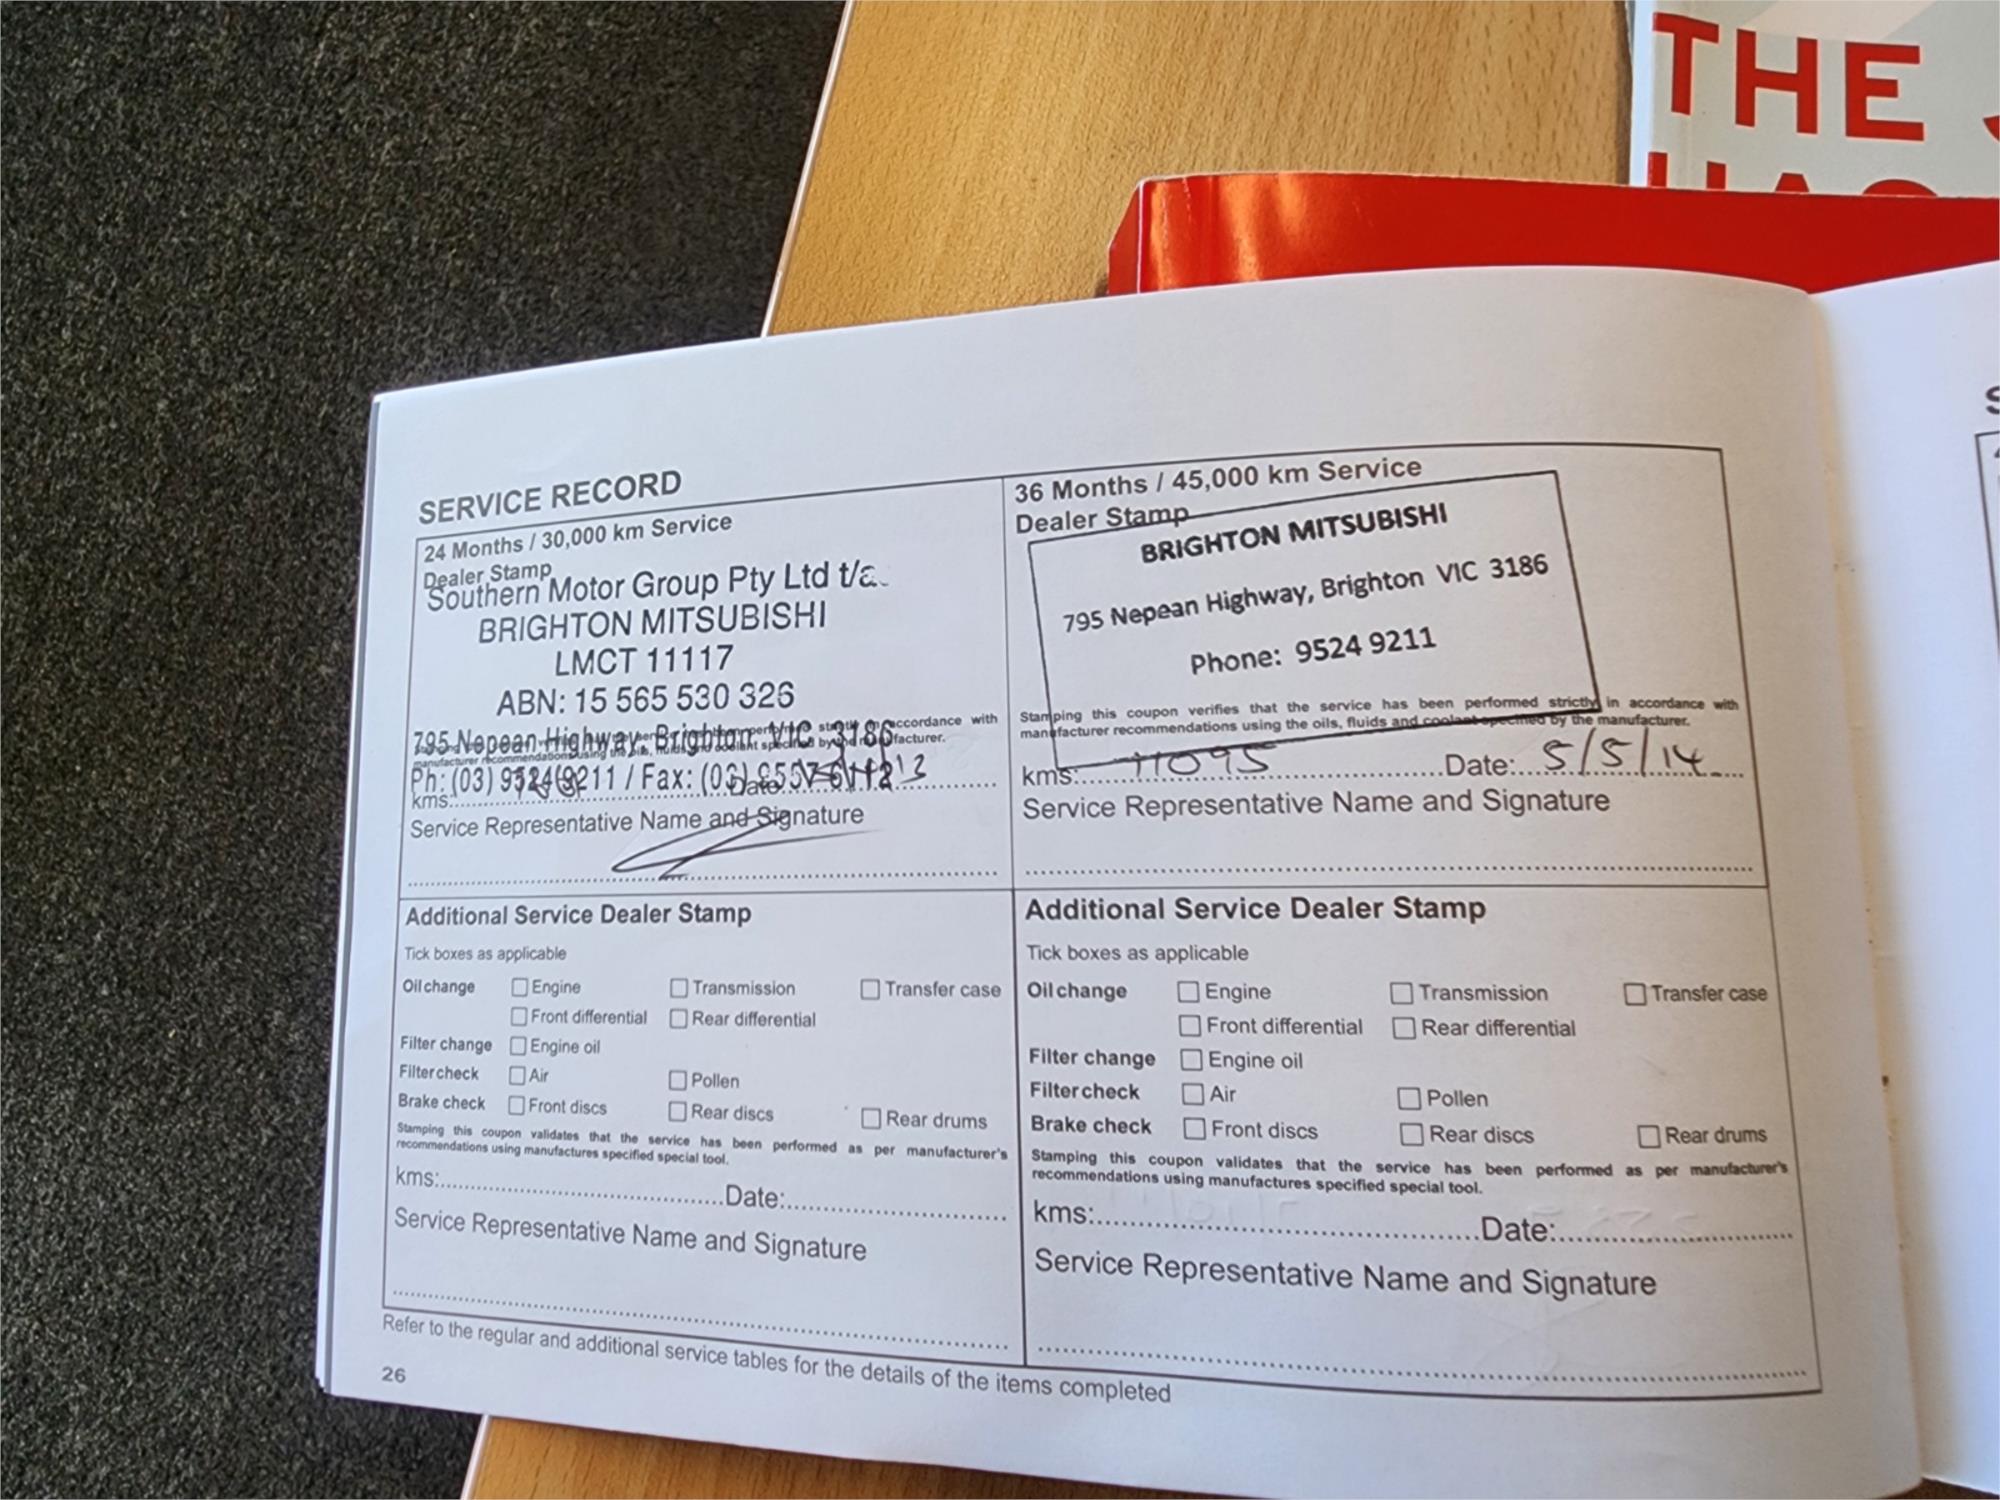 THE
SERVICE RECORD
24 Months / 30,000 km Service
Dealer Stamp
Southern Motor Group Pty Ltd t/a
BRIGHTON MITSUBISHI
LMCT 11117
ABN: 15 565 530 326
795 Nepean Highway, Brighton VIC 3186
Ph: (03) 9524 9211 / Fax: (03)
kms: Date
Service Representative Name and Signature
36 Months / 45,000 km Service
Dealer Stamp
BRIGHTON MITSUBISHI
795 Nepean Highway, Brighton VIC 3186
Phone: 9524 9211
Stamping this coupon verifies that the service has been performed strictly in accordance with
manufacturer recommendations using the oils, fluids and coolant specified by the manufacturer.
kms: 11095 Date: 5/5/14
Service Representative Name and Signature
Additional Service Dealer Stamp
Tick boxes as applicable
Oil change Engine Transmission Transfer case
Front differential Rear differential
Filter change Engine oil
Filter check Air Pollen
Brake check Front discs Rear discs Rear drums
Stamping this coupon validates that the service has been performed as per manufacturer's
recommendations using manufactures specified special tool.
kms: Date:
Service Representative Name and Signature
Additional Service Dealer Stamp
Tick boxes as applicable
Oil change Engine Transmission Transfer case
Front differential Rear differential
Filter change Engine oil
Filter check Air Pollen
Brake check Front discs Rear discs Rear drums
Stamping this coupon validates that the service has been performed as per manufacturer's
recommendations using manufactures specified special tool.
kms: Date:
Service Representative Name and Signature
Refer to the regular and additional service tables for the details of the items completed
26